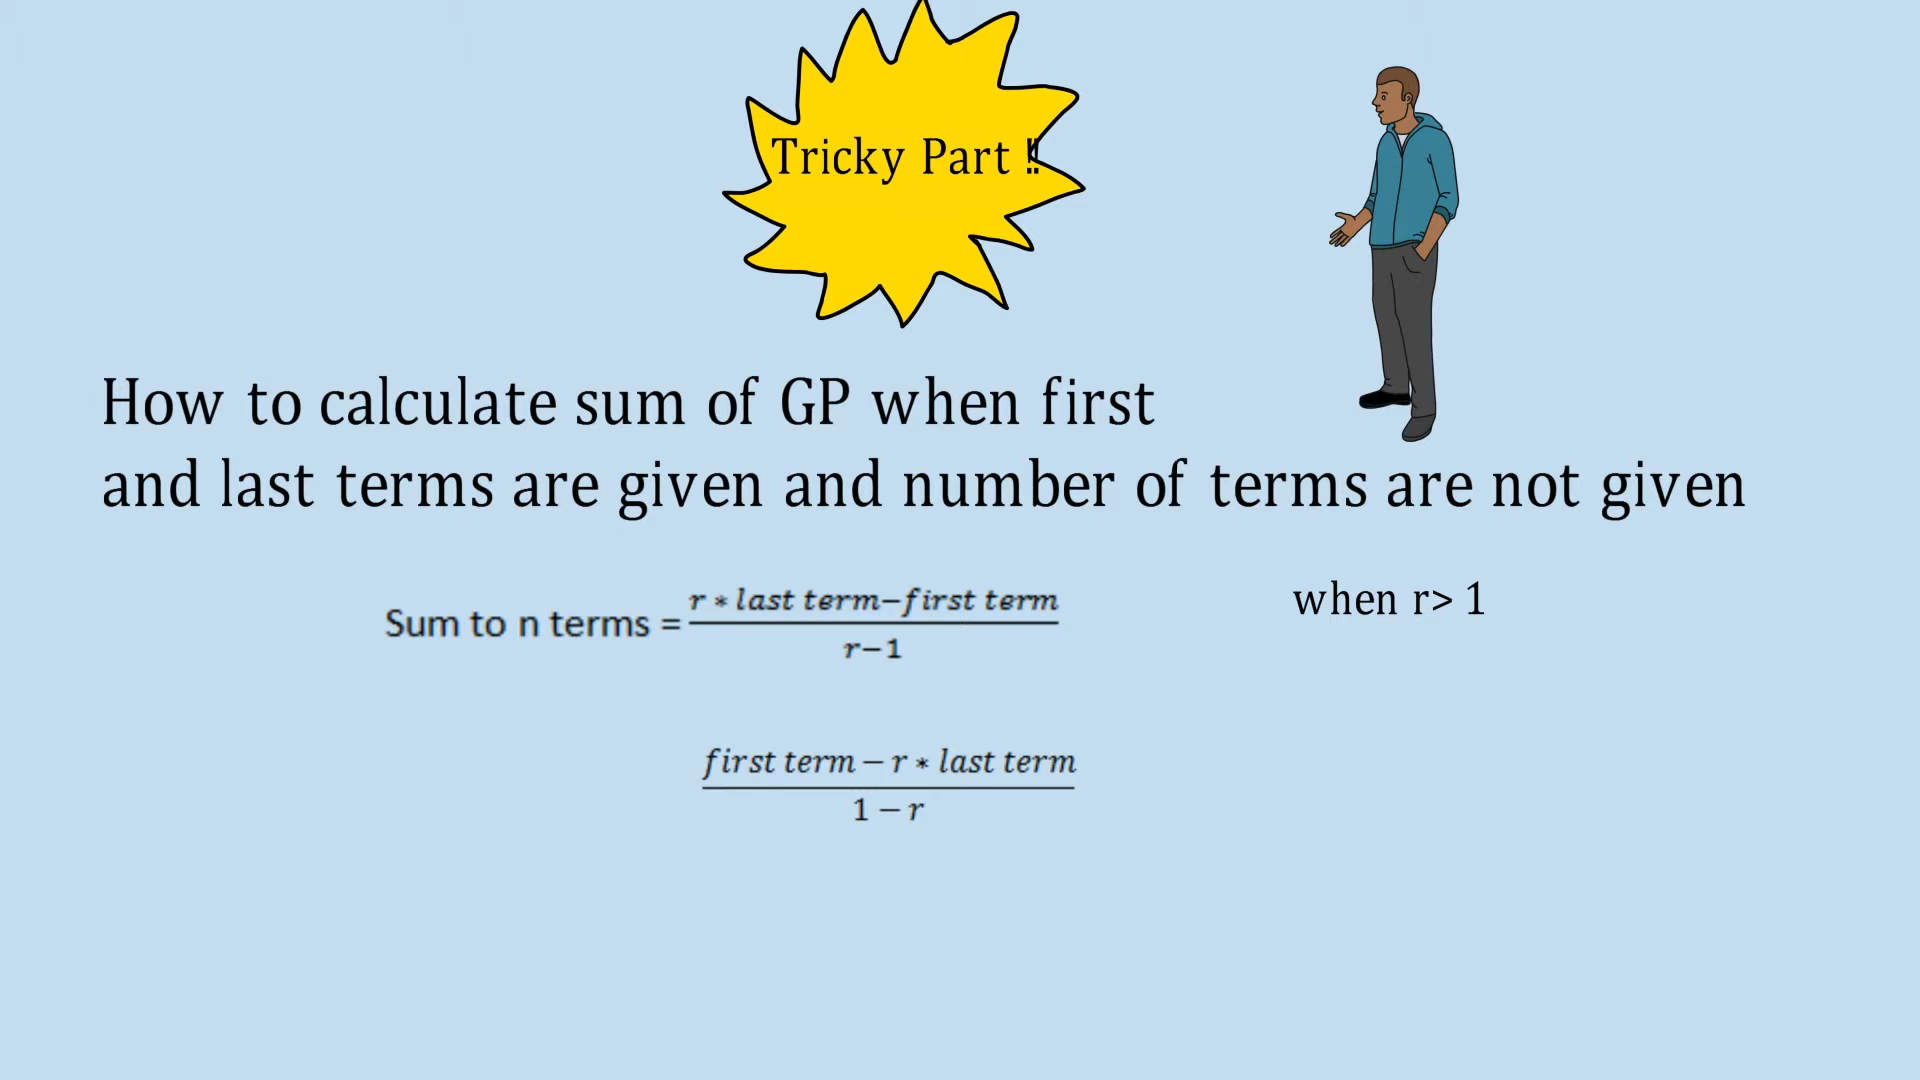 Tricky Part !!
How to calculate sum of GP when first
and last terms are given and number of terms are not given
Sum to n terms = (r * last term−first term) / (r−1)
when r> 1
(first term − r * last term) / (1 − r)